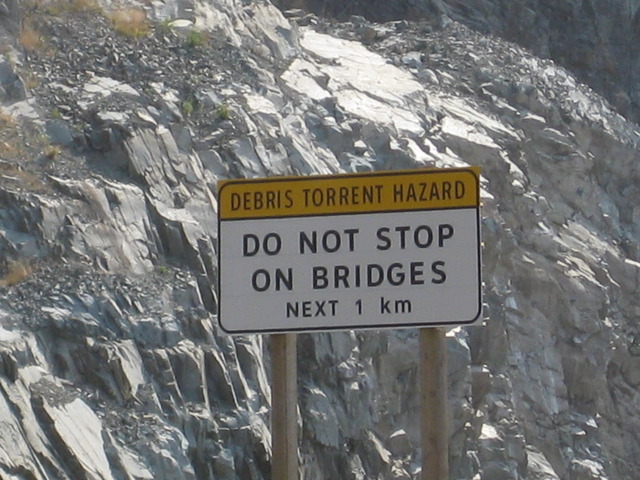 DEBRIS TORRENT HAZARD
DO NOT STOP
ON BRIDGES
NEXT 1 km